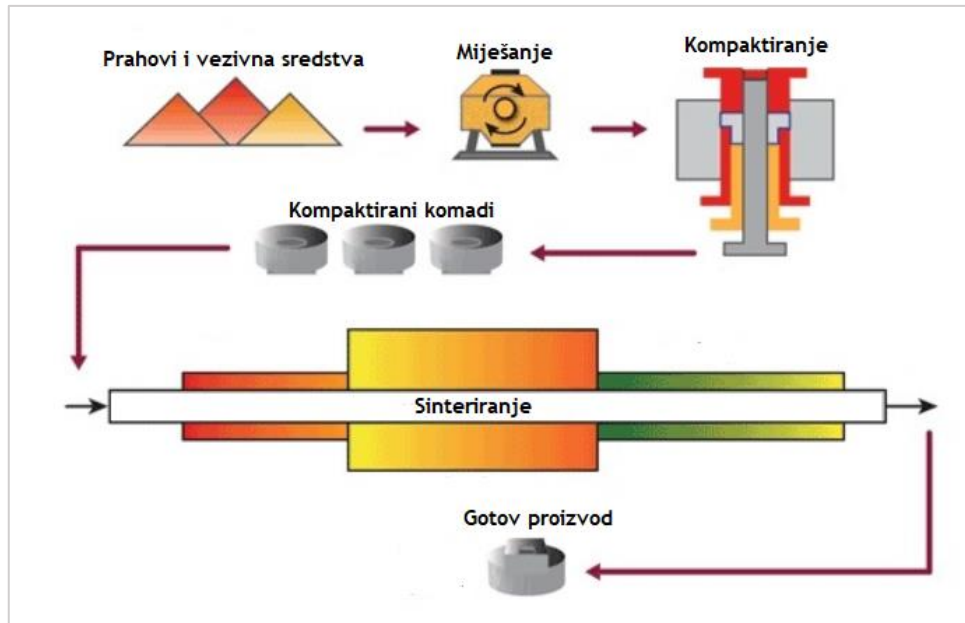 Prahovi i vezivna sredstva
Miješanje
Kompaktiranje
Kompaktirani komadi
Sinteriranje
Gotov proizvod